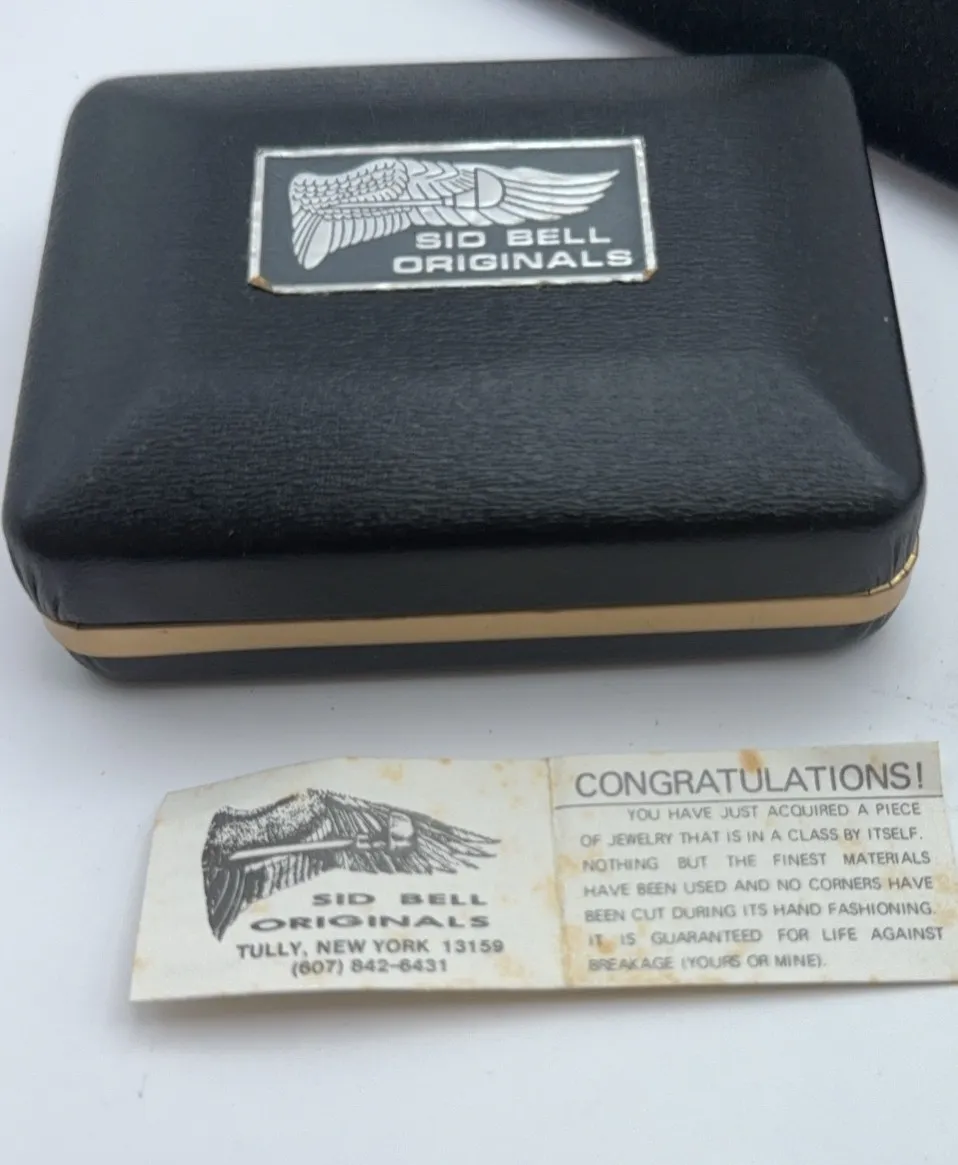 SID BELL
ORIGINALS
SID BELL
ORIGINALS
TULLY, NEW YORK 13159
(607) 842-6431
CONGRATULATIONS!
YOU HAVE JUST ACQUIRED A PIECE
OF JEWELRY THAT IS IN A CLASS BY ITSELF.
NOTHING BUT THE FINEST MATERIALS
HAVE BEEN USED AND NO CORNERS HAVE
BEEN CUT DURING ITS HAND FASHIONING.
IT IS GUARANTEED FOR LIFE AGAINST
BREAKAGE (YOURS OR MINE).